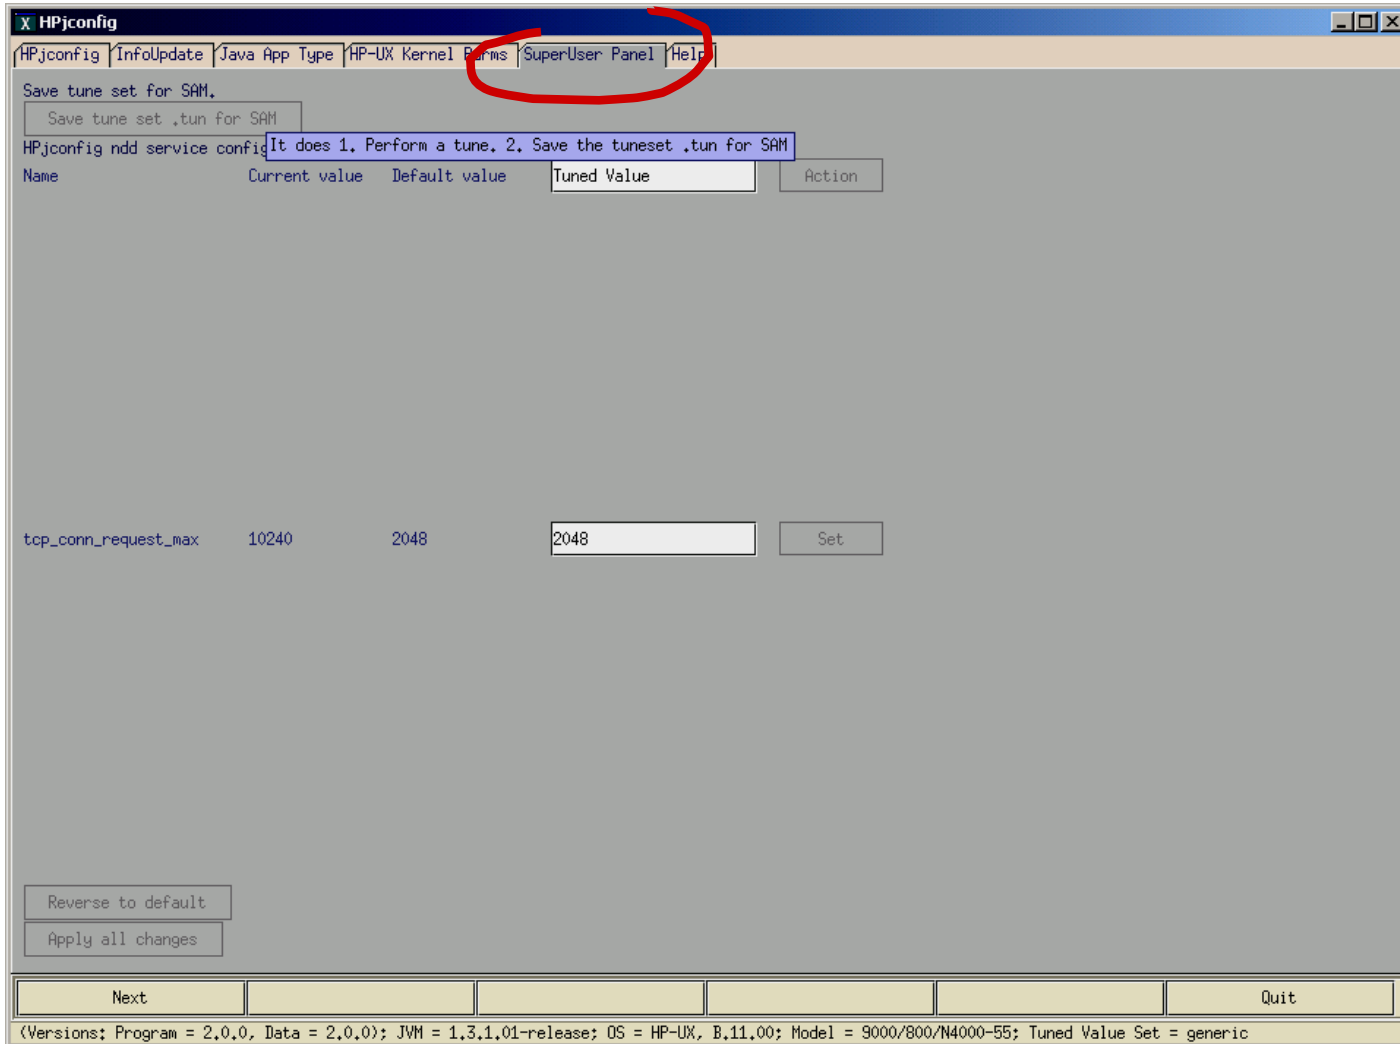 X HPjconfig
HPjconfig InfoUpdate Java App Type HP-UX Kernel Parms SuperUser Panel Help
Save tune set for SAM.
Save tune set .tun for SAM
It does 1. Perform a tune. 2. Save the tuneset .tun for SAM
HPjconfig ndd service config
Name Current value Default value Tuned Value Action
tcp_conn_request_max 10240 2048 2048 Set
Reverse to default
Apply all changes
Next Quit
(Versions: Program = 2.0.0, Data = 2.0.0); JVM = 1.3.1.01-release; OS = HP-UX, B.11.00; Model = 9000/800/N4000-55; Tuned Value Set = generic